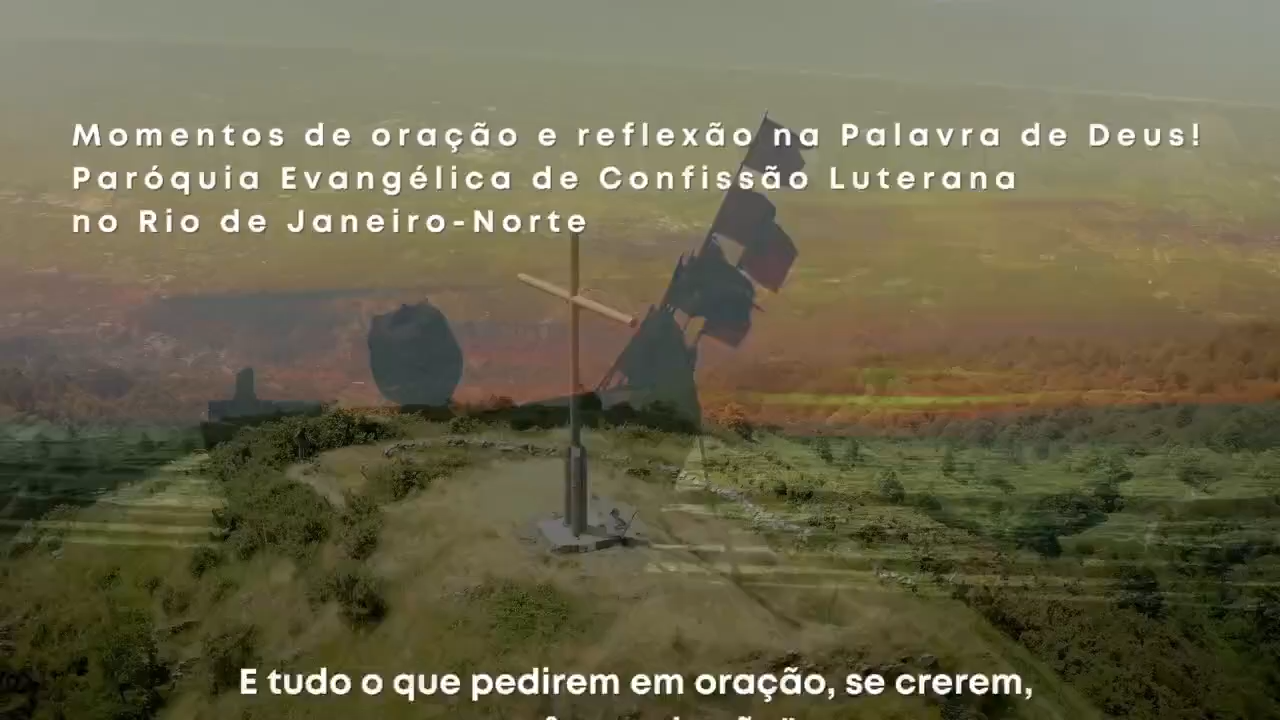 Momentos de oração e reflexão na Palavra de Deus!
Paróquia Evangélica de Confissão Luterana
no Rio de Janeiro-Norte
E tudo o que pedirem em oração, se crerem,